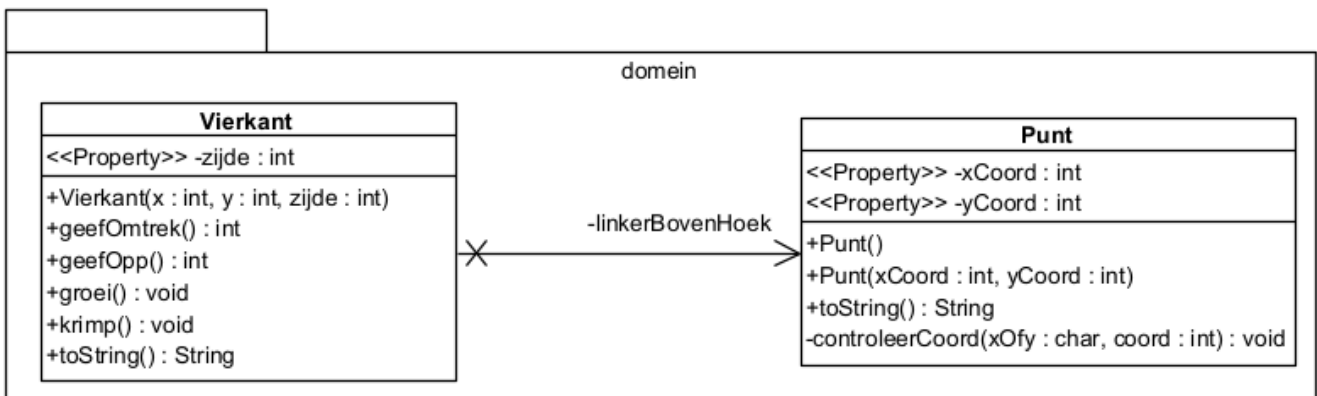 domein
Vierkant
<<Property>> -zijde : int
+Vierkant(x : int, y : int, zijde : int)
+geefOmtrek() : int
+geefOpp() : int
+groei() : void
+krimp() : void
+toString() : String
-linkerBovenHoek
Punt
<<Property>> -xCoord : int
<<Property>> -yCoord : int
+Punt()
+Punt(xCoord : int, yCoord : int)
+toString() : String
-controleerCoord(xOfy : char, coord : int) : void